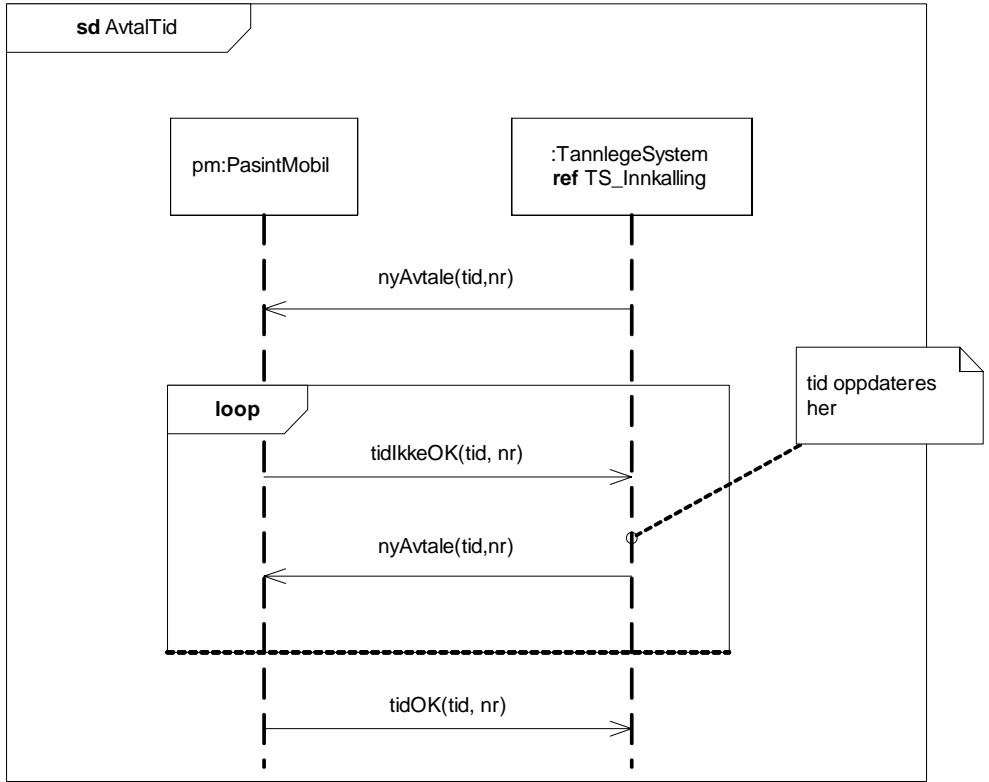 sd AvtalTid
pm:PasintMobil
:TannlegeSystem
ref TS_Innkalling
nyAvtale(tid,nr)
tid oppdateres
her
loop
tidIkkeOK(tid, nr)
nyAvtale(tid,nr)
tidOK(tid, nr)